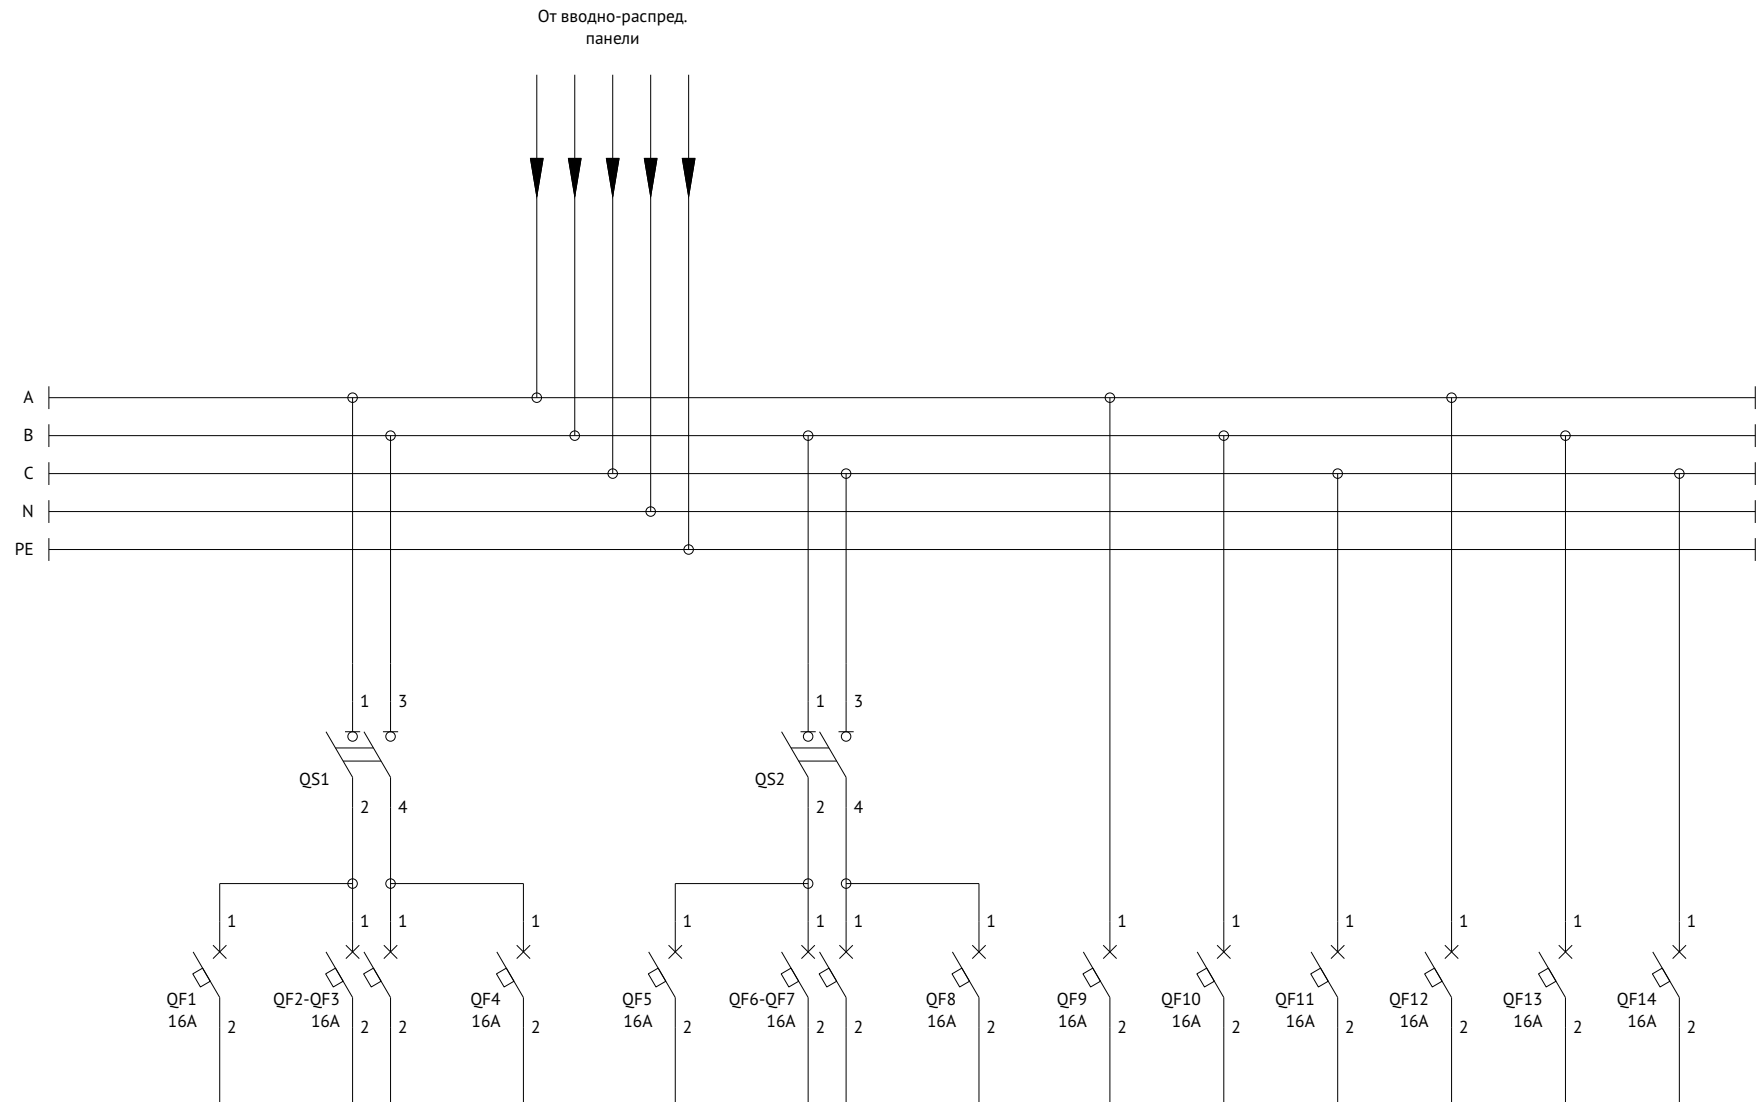 От вводно-распред.
панели
A
B
C
N
PE
1 3 1 3
QS1 QS2
2 4 2 4
1 1 1 1 1 1 1 1 1 1 1 1 1 1
QF1 QF2-QF3 QF4 QF5 QF6-QF7 QF8 QF9 QF10 QF11 QF12 QF13 QF14
16A 16A 16A 16A 16A 16A 16A 16A 16A 16A 16A 16A
2 2 2 2 2 2 2 2 2 2 2 2 2 2